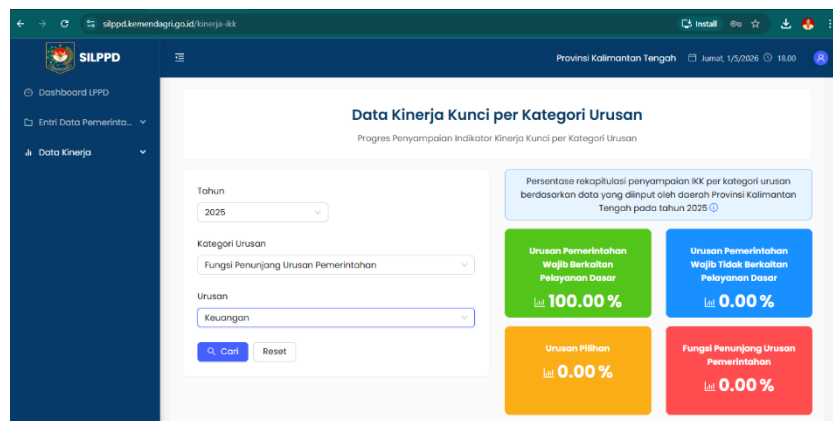 silppd.kemendagri.go.id/kinerja-ikk
Install
SILPPD
Provinsi Kalimantan Tengah
Jumat, 1/5/2026
18.00
Dashboard LPPD
Entri Data Pemerinta...
Data Kinerja
Data Kinerja Kunci per Kategori Urusan
Progres Penyampaian Indikator Kinerja Kunci per Kategori Urusan
Tahun
2025
Kategori Urusan
Fungsi Penunjang Urusan Pemerintahan
Urusan
Keuangan
Cari
Reset
Persentase rekapitulasi penyampaian IKK per kategori urusan
berdasarkan data yang diinput oleh daerah Provinsi Kalimantan
Tengah pada tahun 2025
Urusan Pemerintahan
Wajib Berkaitan
Pelayanan Dasar
100.00 %
Urusan Pemerintahan
Wajib Tidak Berkaitan
Pelayanan Dasar
0.00 %
Urusan Pilihan
0.00 %
Fungsi Penunjang Urusan
Pemerintahan
0.00 %